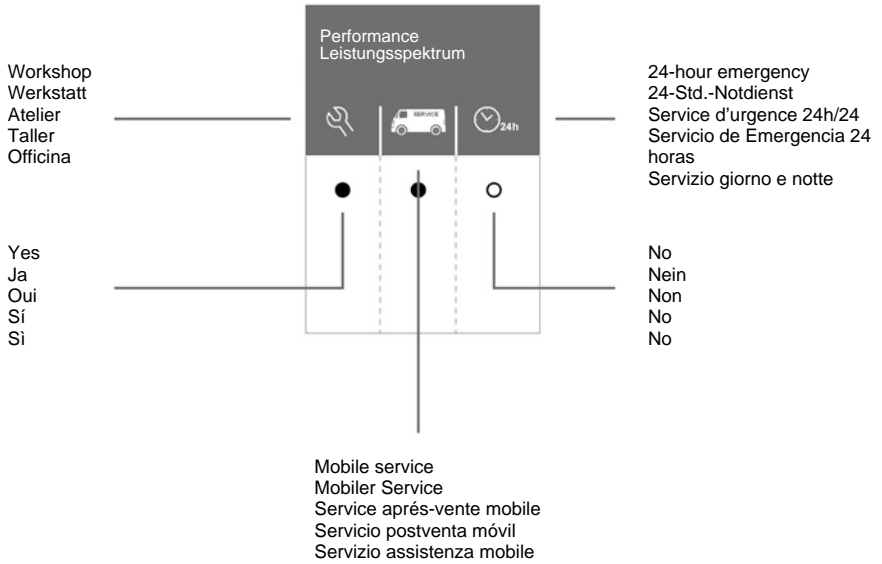 Performance
Leistungsspektrum
Workshop
Werkstatt
Atelier
Taller
Officina
SERVICE
24h
24-hour emergency
24-Std.-Notdienst
Service d'urgence 24h/24
Servicio de Emergencia 24
horas
Servizio giorno e notte
Yes
Ja
Oui
Sí
Sì
No
Nein
Non
No
No
Mobile service
Mobiler Service
Service aprés-vente mobile
Servicio postventa móvil
Servizio assistenza mobile